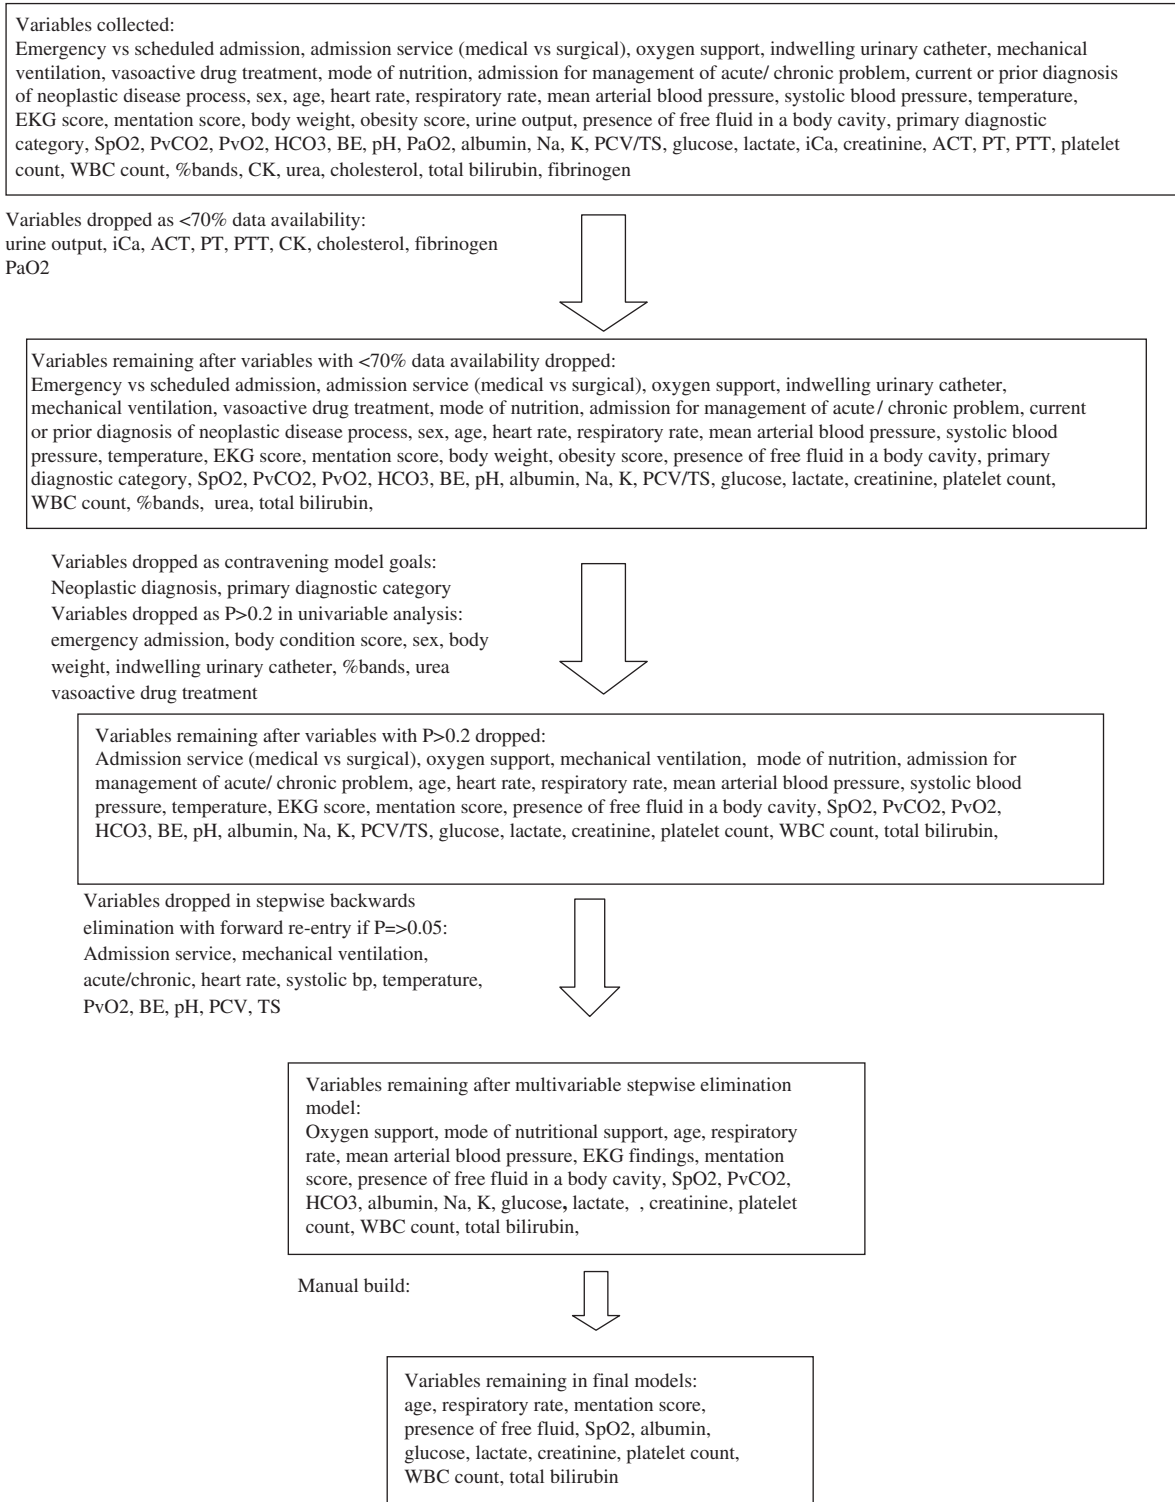 Variables collected:
Emergency vs scheduled admission, admission service (medical vs surgical), oxygen support, indwelling urinary catheter, mechanical
ventilation, vasoactive drug treatment, mode of nutrition, admission for management of acute/ chronic problem, current or prior diagnosis
of neoplastic disease process, sex, age, heart rate, respiratory rate, mean arterial blood pressure, systolic blood pressure, temperature,
EKG score, mentation score, body weight, obesity score, urine output, presence of free fluid in a body cavity, primary diagnostic
category, SpO2, PvCO2, PvO2, HCO3, BE, pH, PaO2, albumin, Na, K, PCV/TS, glucose, lactate, iCa, creatinine, ACT, PT, PTT, platelet
count, WBC count, %bands, CK, urea, cholesterol, total bilirubin, fibrinogen
Variables dropped as <70% data availability:
urine output, iCa, ACT, PT, PTT, CK, cholesterol, fibrinogen
PaO2
Variables remaining after variables with <70% data availability dropped:
Emergency vs scheduled admission, admission service (medical vs surgical), oxygen support, indwelling urinary catheter,
mechanical ventilation, vasoactive drug treatment, mode of nutrition, admission for management of acute/ chronic problem, current
or prior diagnosis of neoplastic disease process, sex, age, heart rate, respiratory rate, mean arterial blood pressure, systolic blood
pressure, temperature, EKG score, mentation score, body weight, obesity score, presence of free fluid in a body cavity, primary
diagnostic category, SpO2, PvCO2, PvO2, HCO3, BE, pH, albumin, Na, K, PCV/TS, glucose, lactate, creatinine, platelet count,
WBC count, %bands, urea, total bilirubin,
Variables dropped as contravening model goals:
Neoplastic diagnosis, primary diagnostic category
Variables dropped as P>0.2 in univariable analysis:
emergency admission, body condition score, sex, body
weight, indwelling urinary catheter, %bands, urea
vasoactive drug treatment
Variables remaining after variables with P>0.2 dropped:
Admission service (medical vs surgical), oxygen support, mechanical ventilation, mode of nutrition, admission for
management of acute/ chronic problem, age, heart rate, respiratory rate, mean arterial blood pressure, systolic blood
pressure, temperature, EKG score, mentation score, presence of free fluid in a body cavity, SpO2, PvCO2, PvO2,
HCO3, BE, pH, albumin, Na, K, PCV/TS, glucose, lactate, creatinine, platelet count, WBC count, total bilirubin,
Variables dropped in stepwise backwards
elimination with forward re-entry if P=>0.05:
Admission service, mechanical ventilation,
acute/chronic, heart rate, systolic bp, temperature,
PvO2, BE, pH, PCV, TS
Variables remaining after multivariable stepwise elimination
model:
Oxygen support, mode of nutritional support, age, respiratory
rate, mean arterial blood pressure, EKG findings, mentation
score, presence of free fluid in a body cavity, SpO2, PvCO2,
HCO3, albumin, Na, K, glucose, lactate, , creatinine, platelet
count, WBC count, total bilirubin,
Manual build:
Variables remaining in final models:
age, respiratory rate, mentation score,
presence of free fluid, SpO2, albumin,
glucose, lactate, creatinine, platelet count,
WBC count, total bilirubin